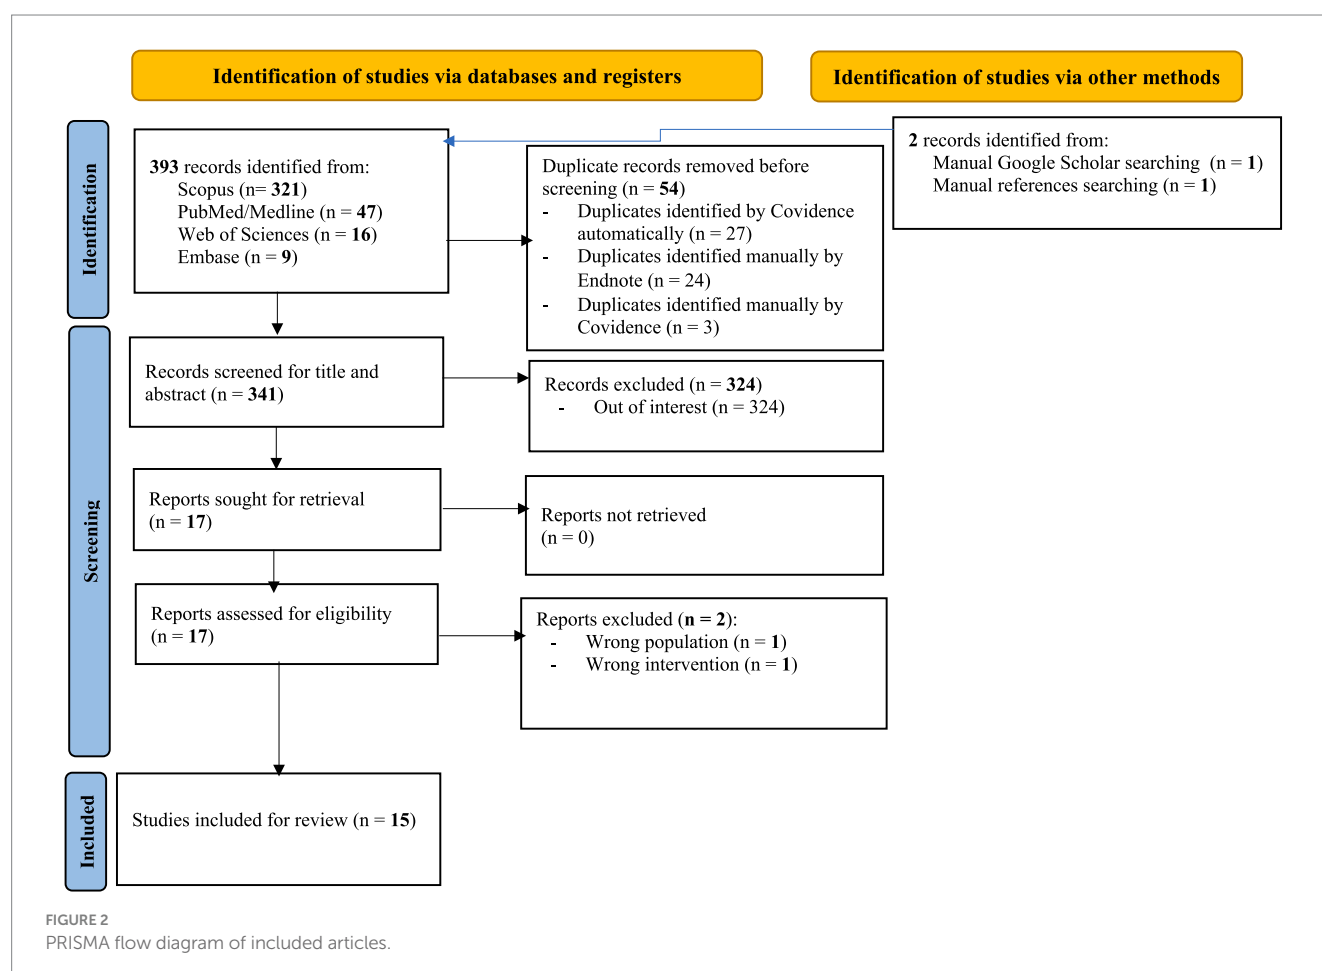 Identification of studies via databases and registers
Identification of studies via other methods
Identification
393 records identified from:
Scopus (n= 321)
PubMed/Medline (n = 47)
Web of Sciences (n = 16)
Embase (n = 9)
Duplicate records removed before
screening (n = 54)
- Duplicates identified by Covidence
automatically (n = 27)
- Duplicates identified manually by
Endnote (n = 24)
- Duplicates identified manually by
Covidence (n = 3)
2 records identified from:
Manual Google Scholar searching (n = 1)
Manual references searching (n = 1)
Screening
Records screened for title and
abstract (n = 341)
Records excluded (n = 324)
- Out of interest (n = 324)
Reports sought for retrieval
(n = 17)
Reports not retrieved
(n = 0)
Reports assessed for eligibility
(n = 17)
Reports excluded (n = 2):
- Wrong population (n = 1)
- Wrong intervention (n = 1)
Included
Studies included for review (n = 15)
FIGURE 2
PRISMA flow diagram of included articles.